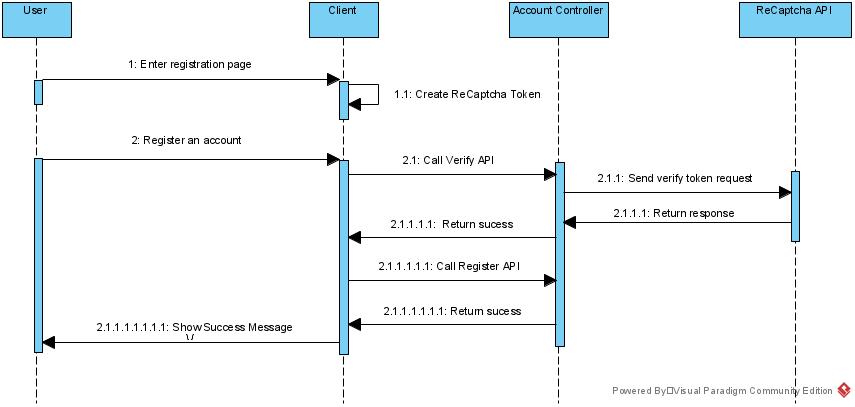 User
Client
Account Controller
ReCaptcha API
1: Enter registration page
1.1: Create ReCaptcha Token
2: Register an account
2.1: Call Verify API
2.1.1: Send verify token request
2.1.1.1: Return response
2.1.1.1.1: Return sucess
2.1.1.1.1.1: Call Register API
2.1.1.1.1.1.1: Return sucess
2.1.1.1.1.1.1.1: Show Success Message
Powered By Visual Paradigm Community Edition